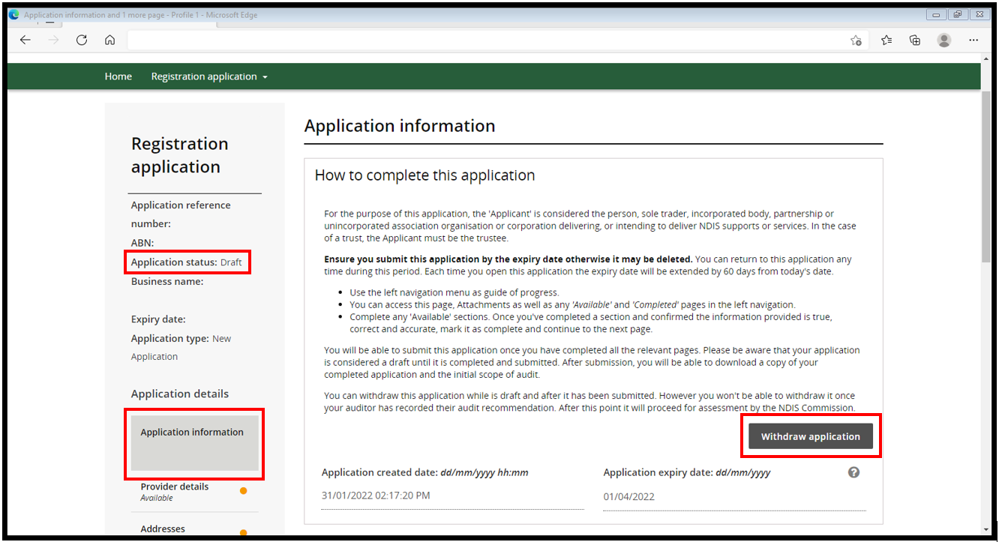 Application information and 1 more page - Profile 1 - Microsoft Edge
Home Registration application
Registration
application
Application reference
number:
ABN:
Application status: Draft
Business name:
Expiry date:
Application type: New
Application
Application details
Application information
Provider details
Available
Addresses
Application information
How to complete this application
For the purpose of this application, the 'Applicant' is considered the person, sole trader, incorporated body, partnership or
unincorporated association organisation or corporation delivering, or intending to deliver NDIS supports or services. In the case
of a trust, the Applicant must be the trustee.
Ensure you submit this application by the expiry date otherwise it may be deleted. You can return to this application any
time during this period. Each time you open this application the expiry date will be extended by 60 days from today's date.
• Use the left navigation menu as guide of progress.
• You can access this page, Attachments as well as any 'Available' and 'Completed' pages in the left navigation.
• Complete any 'Available' sections. Once you've completed a section and confirmed the information provided is true,
correct and accurate, mark it as complete and continue to the next page.
You will be able to submit this application once you have completed all the relevant pages. Please be aware that your application
is considered a draft until it is completed and submitted. After submission, you will be able to download a copy of your
completed application and the initial scope of audit.
You can withdraw this application while is draft and after it has been submitted. However you won't be able to withdraw it once
your auditor has recorded their audit recommendation. After this point it will proceed for assessment by the NDIS Commission.
Withdraw application
Application created date: dd/mm/yyyy hh:mm
31/01/2022 02:17:20 PM
Application expiry date: dd/mm/yyyy
?
01/04/2022